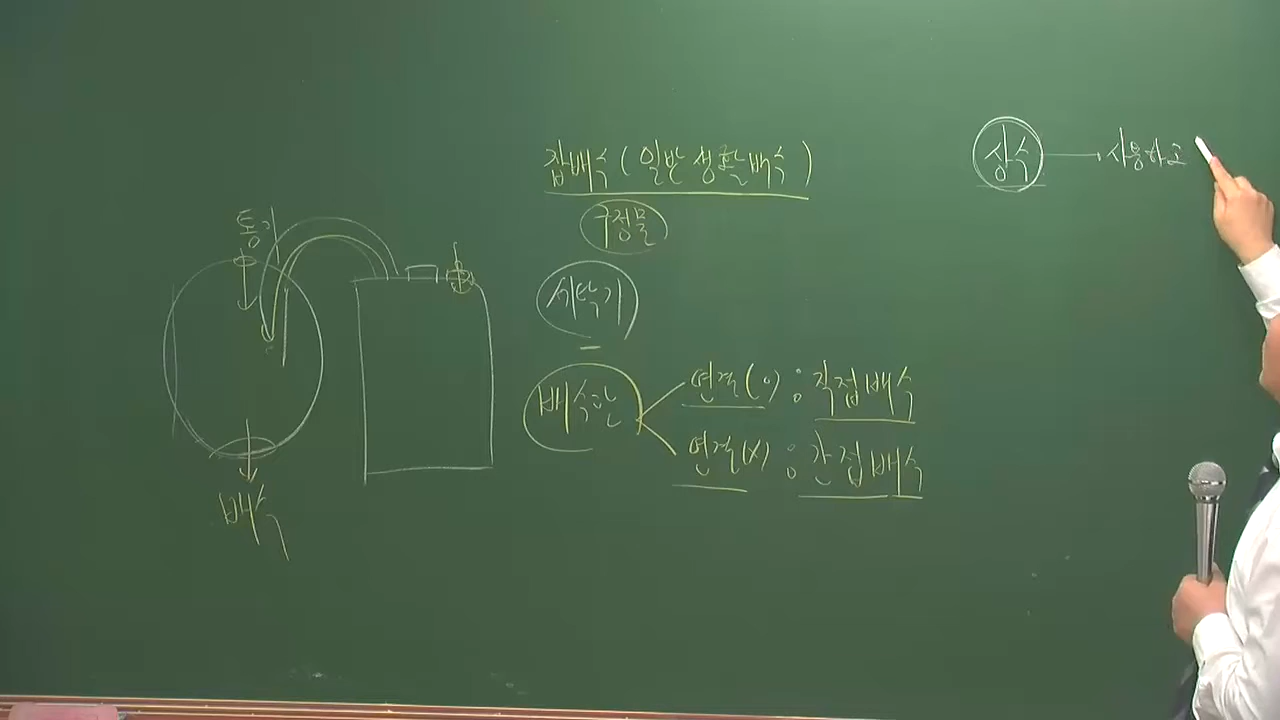 잡배수 (일반 생활배수)
구정물
세탁기
배수관
연결(○) : 직접배수
연결(X) : 간접배수
통기
배수
상수 → 사용하고